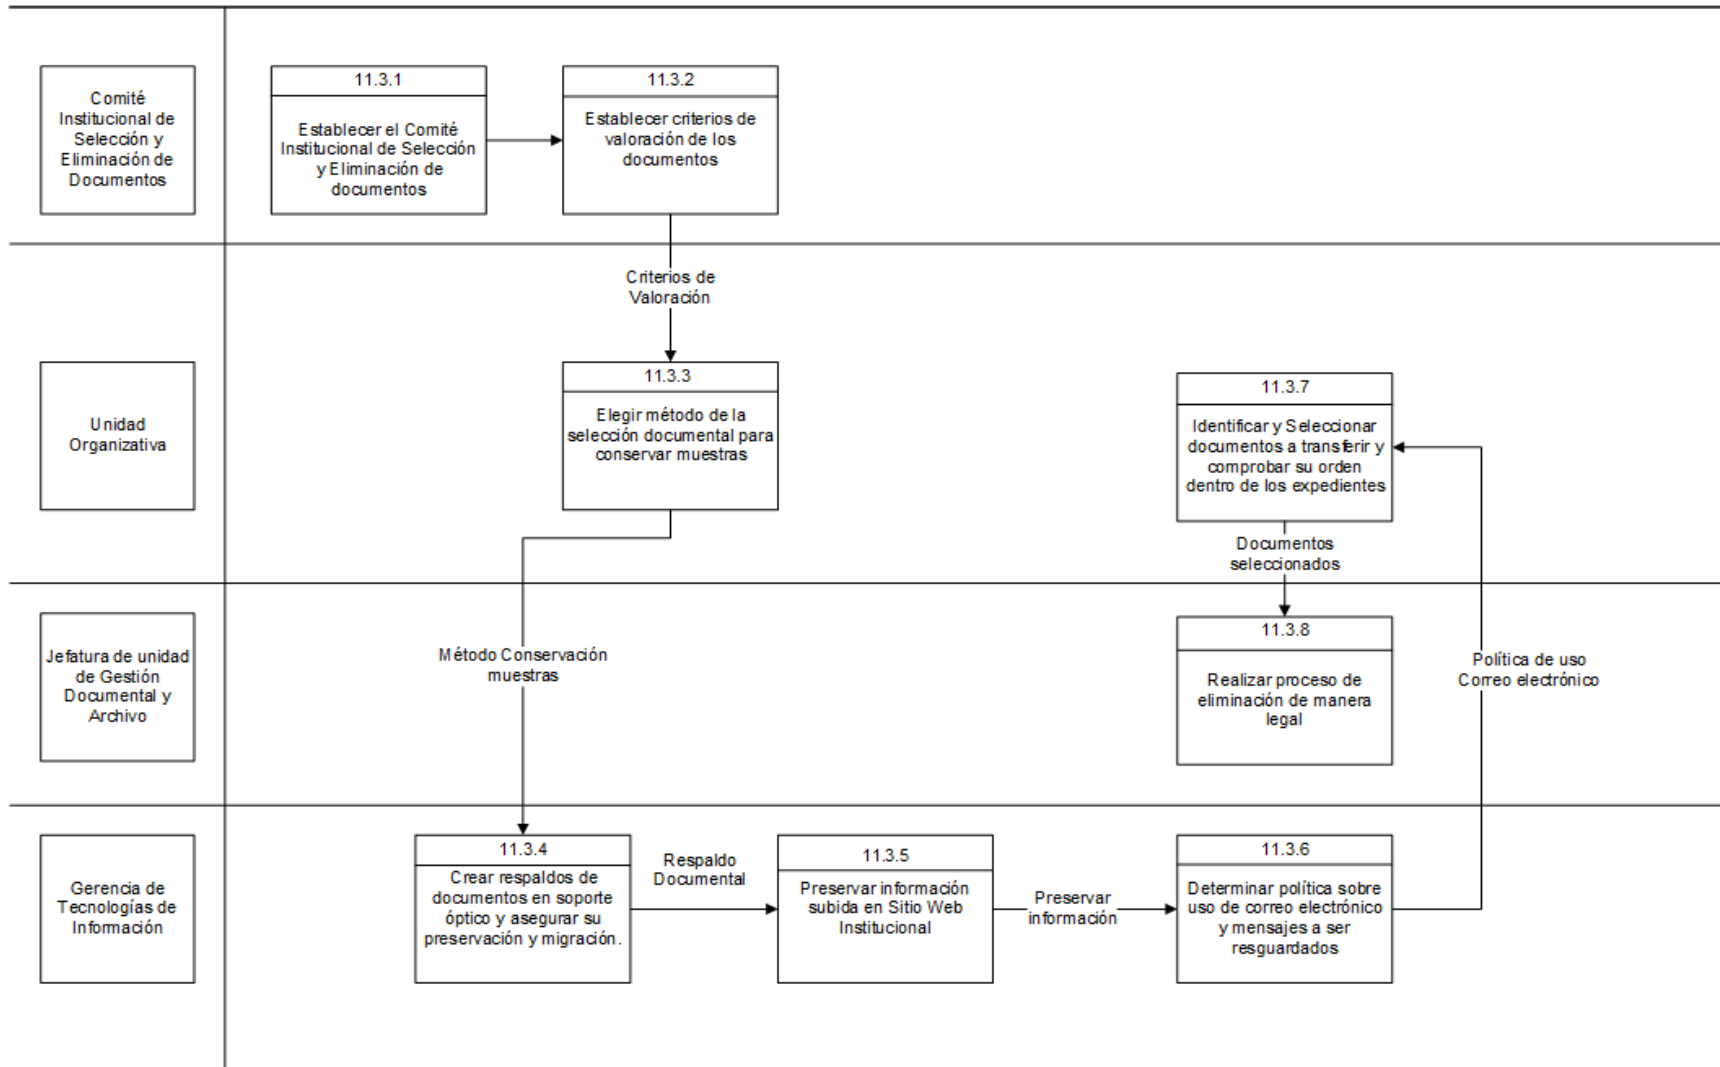 Comité
Institucional de
Selección y
Eliminación de
Documentos
11.3.1
Establecer el Comité
Institucional de Selección
y Eliminación de
documentos
11.3.2
Establecer criterios de
valoración de los
documentos
Criterios de
Valoración
Unidad
Organizativa
11.3.3
Elegir método de la
selección documental para
conservar muestras
11.3.7
Identificar y Seleccionar
documentos a transferir y
comprobar su orden
dentro de los expedientes
Documentos
seleccionados
Jefatura de unidad
de Gestión
Documental y
Archivo
Método Conservación
muestras
11.3.8
Realizar proceso de
eliminación de manera
legal
Política de uso
Correo electrónico
Gerencia de
Tecnologías de
Información
11.3.4
Crear respaldos de
documentos en soporte
óptico y asegurar su
preservación y migración.
Respaldo
Documental
11.3.5
Preservar información
subida en Sitio Web
Institucional
Preservar
información
11.3.6
Determinar política sobre
uso de correo electrónico
y mensajes a ser
resguardados